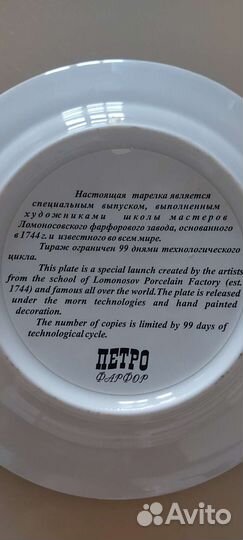 Настоящая тарелка является
специальным выпуском, выполненным
художниками школы мастеров
Ломоносовского фарфорового завода, основанного
в 1744 г. и известного во всем мире.
Тираж ограничен 99 днями технологического
цикла.
This plate is a special launch created by the artists
from the school of Lomonosov Porcelain Factory (est.
1744) and famous all over the world. The plate is released
under the morn technologies and hand painted
decoration.
The number of copies is limited by 99 days of
technological cycle.
ПЕТРО
ФАРФОР
Avito